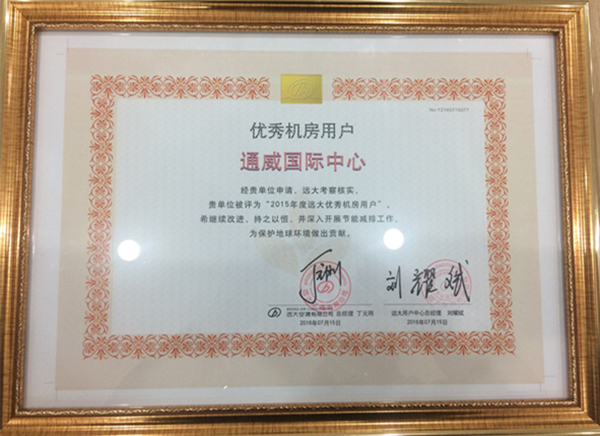 优秀机房用户
通威国际中心
经贵单位申请、远大考察核实,
贵单位被评为“2015年度远大优秀机房用户”。
希继续改进、持之以恒、并深入开展节能减排工作,
为保护地球环境做出贡献。
远大空调有限公司 总经理 丁元刚
2016年07月15日
远大用户中心总经理 刘耀斌
2016年07月15日